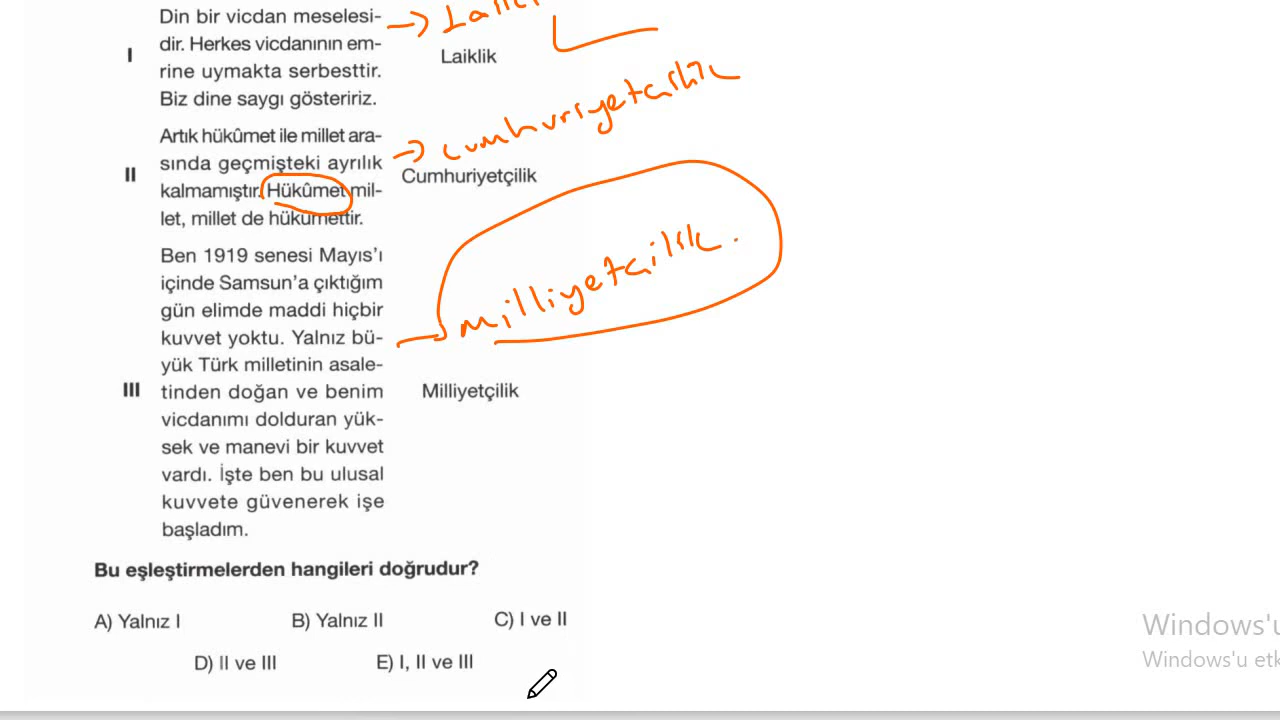 Din bir vicdan meselesi-
dir. Herkes vicdanının em-
rine uymakta serbesttir.
Biz dine saygı gösteririz.
I
Laiklik
Artık hükûmet ile millet ara-
sında geçmişteki ayrılık
kalmamıştır. Hükûmet mil-
let, millet de hükûmettir.
II
→ cumhuriyetçilik
Cumhuriyetçilik
Ben 1919 senesi Mayıs'ı
içinde Samsun'a çıktığım
gün elimde maddi hiçbir
kuvvet yoktu. Yalnız bü-
yük Türk milletinin asale-
tinden doğan ve benim
vicdanımı dolduran yük-
sek ve manevi bir kuvvet
vardı. İşte ben bu ulusal
kuvvete güvenerek işe
başladım.
III
→ milliyetçilik.
Milliyetçilik
Bu eşleştirmelerden hangileri doğrudur?
A) Yalnız I B) Yalnız II C) I ve II
D) II ve III E) I, II ve III
Windows'u
Windows'u etk